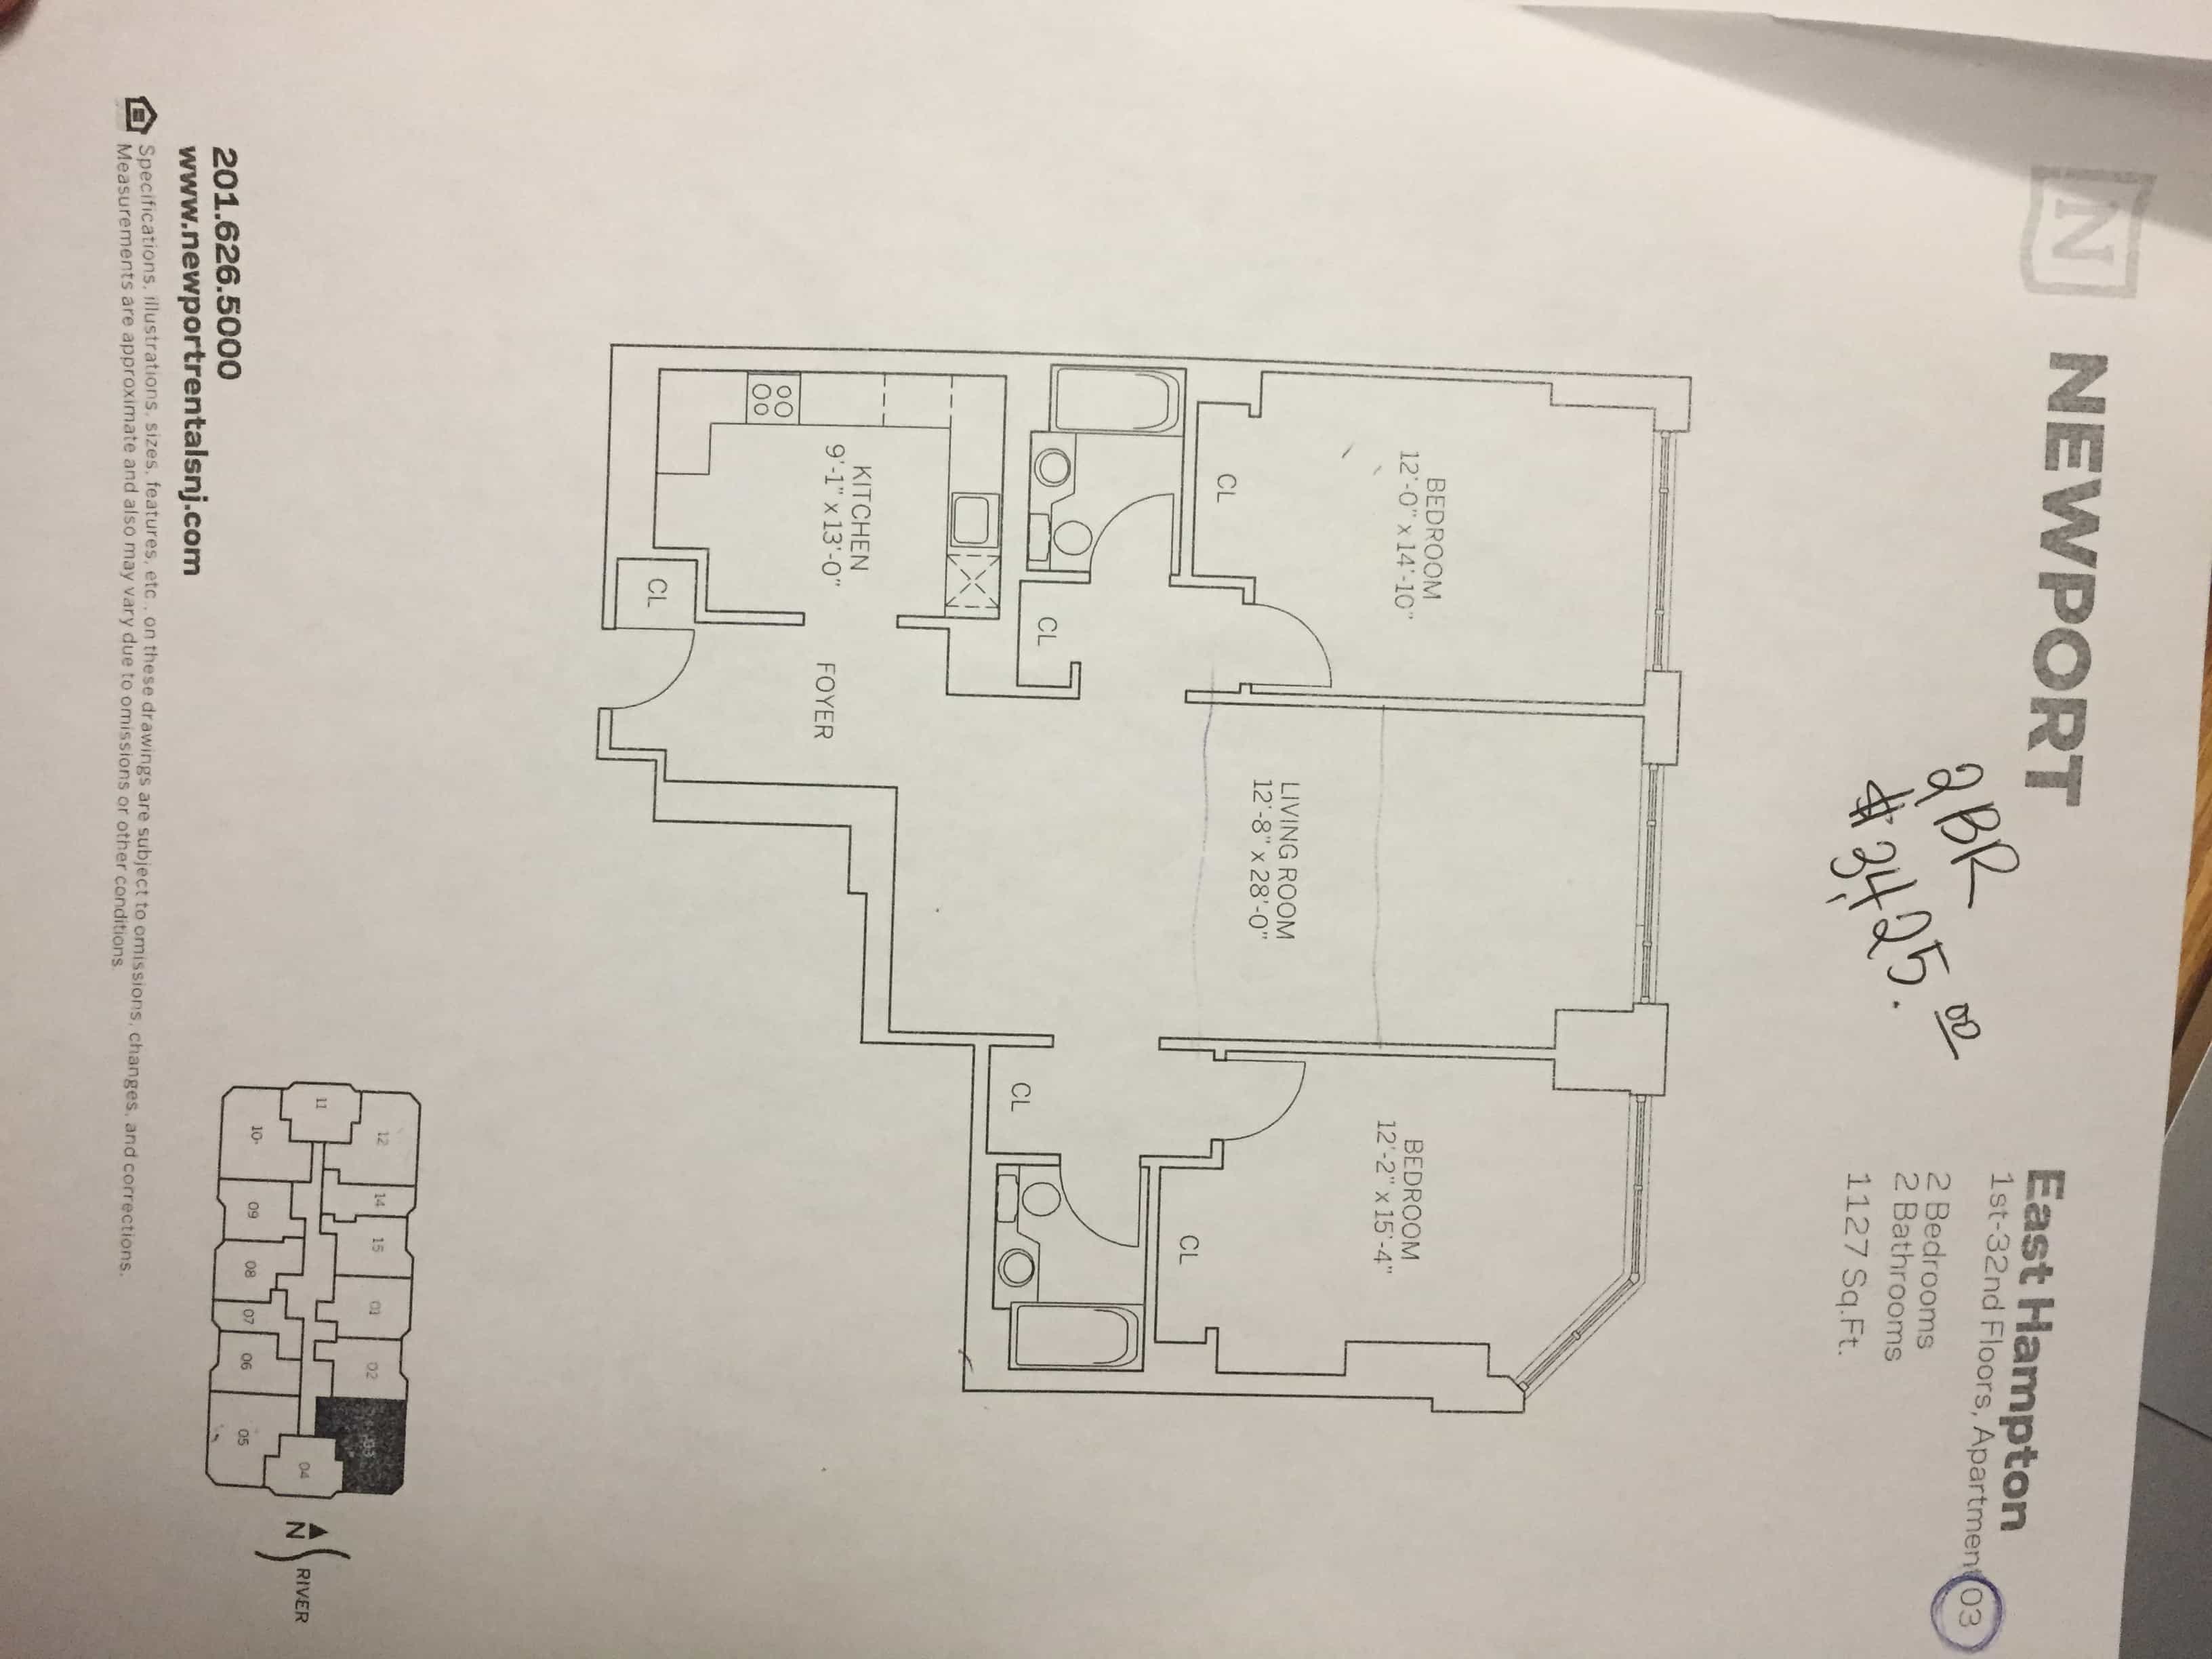 N NEWPORT
East Hampton
1st-32nd Floors, Apartment 03
2 Bedrooms
2 Bathrooms
1127 Sq.Ft.
2 BR
$3,425.00
BEDROOM
12'-0" x 14'-10"
CL
LIVING ROOM
12'-8" x 28'-0"
BEDROOM
12'-2" x 15'-4"
CL
CL
CL
KITCHEN
9'-1" x 13'-0"
FOYER
CL
12
14
15
01
02
03
11
04
10
09
08
07
06
05
N
RIVER
201.626.5000
www.newportrentalsnj.com
Specifications, illustrations, sizes, features, etc., on these drawings are subject to omissions, changes, and corrections.
Measurements are approximate and also may vary due to omissions or other conditions.